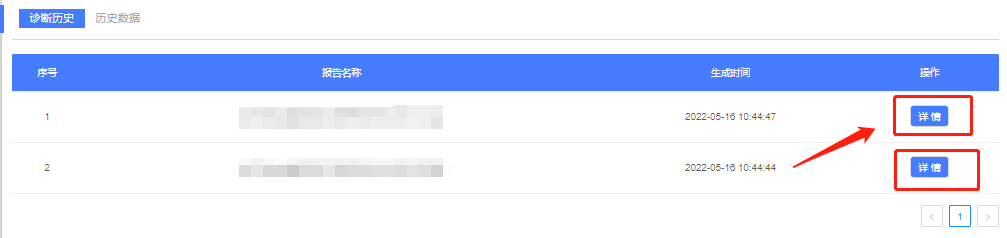 诊断历史 历史数据
序号 报告名称 生成时间 操作
1 2022-05-16 10:44:47 详情
2 2022-05-16 10:44:44 详情
< 1 >